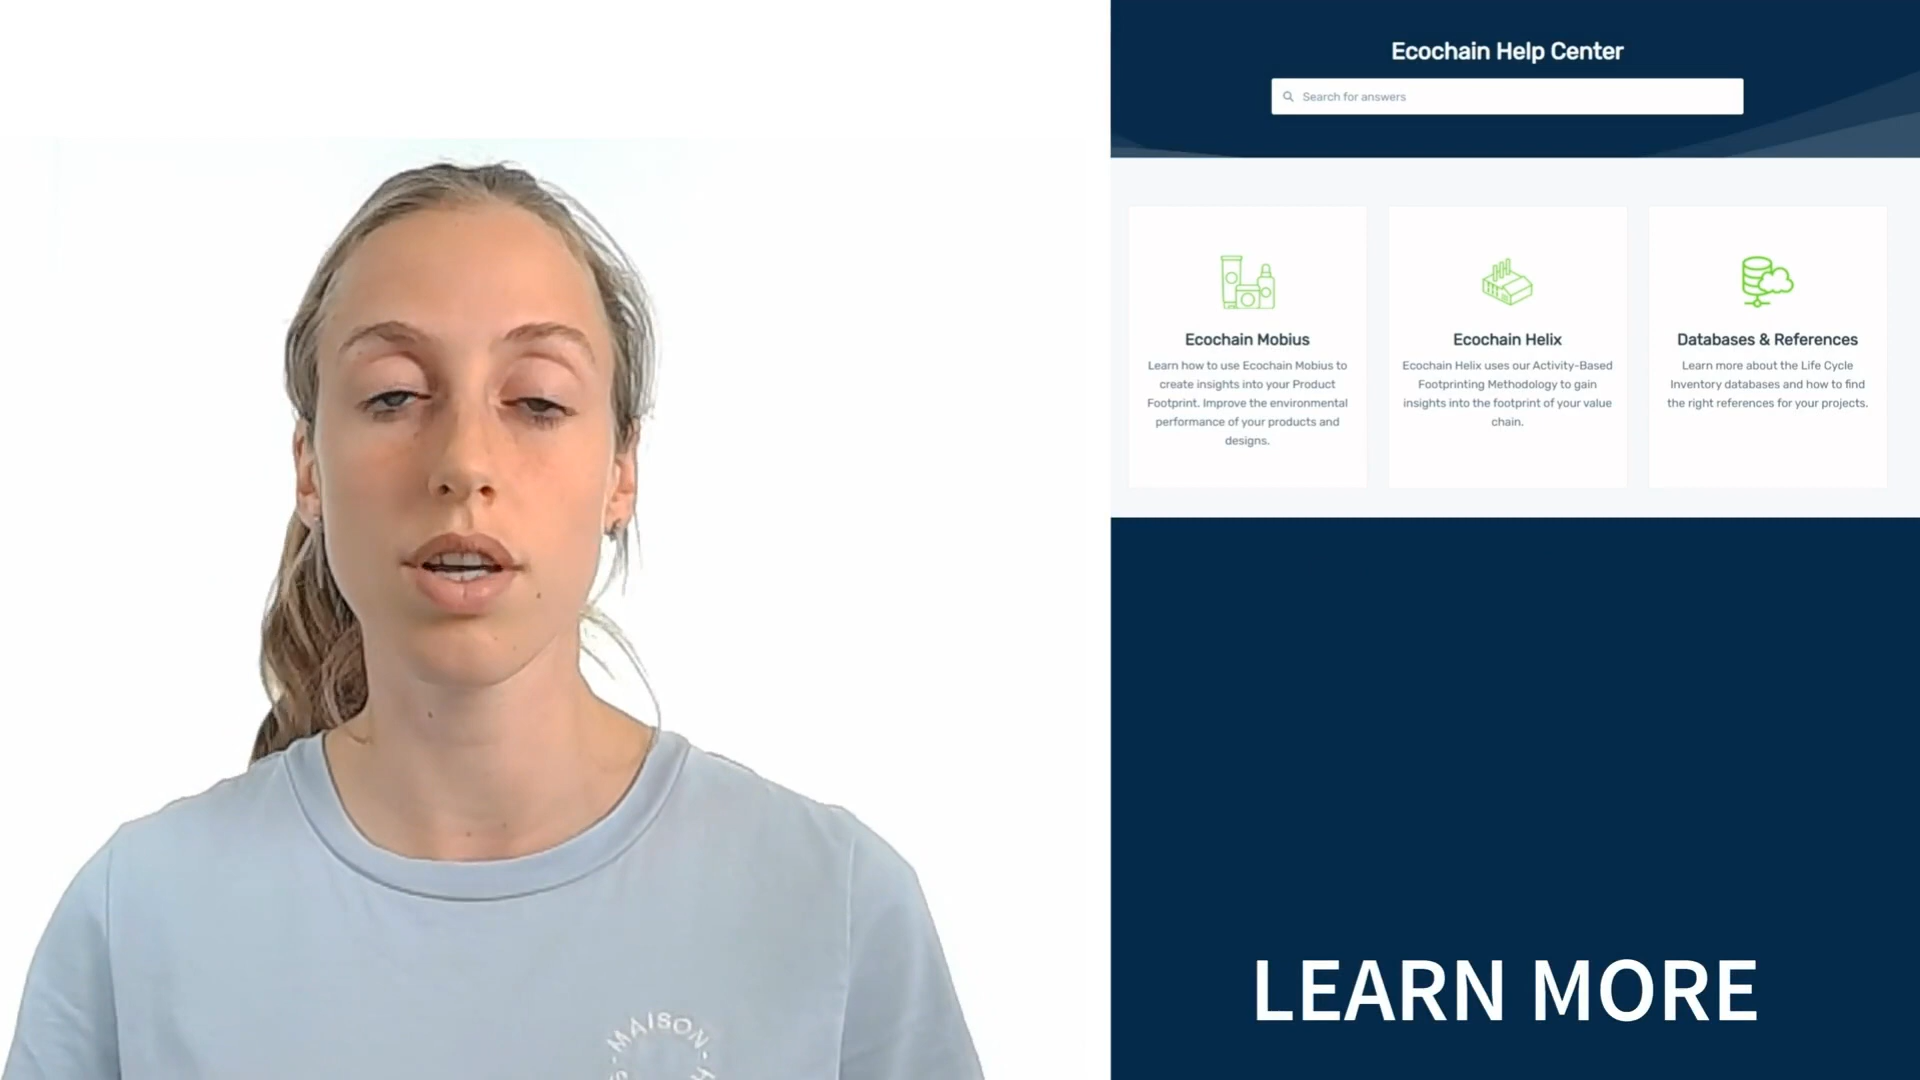 Ecochain Help Center
Search for answers
Ecochain Mobius
Learn how to use Ecochain Mobius to
create insights into your Product
Footprint. Improve the environmental
performance of your products and
designs.
Ecochain Helix
Ecochain Helix uses our Activity-Based
Footprinting Methodology to gain
insights into the footprint of your value
chain.
Databases & References
Learn more about the Life Cycle
Inventory databases and how to find
the right references for your projects.
LEARN MORE
MAISON